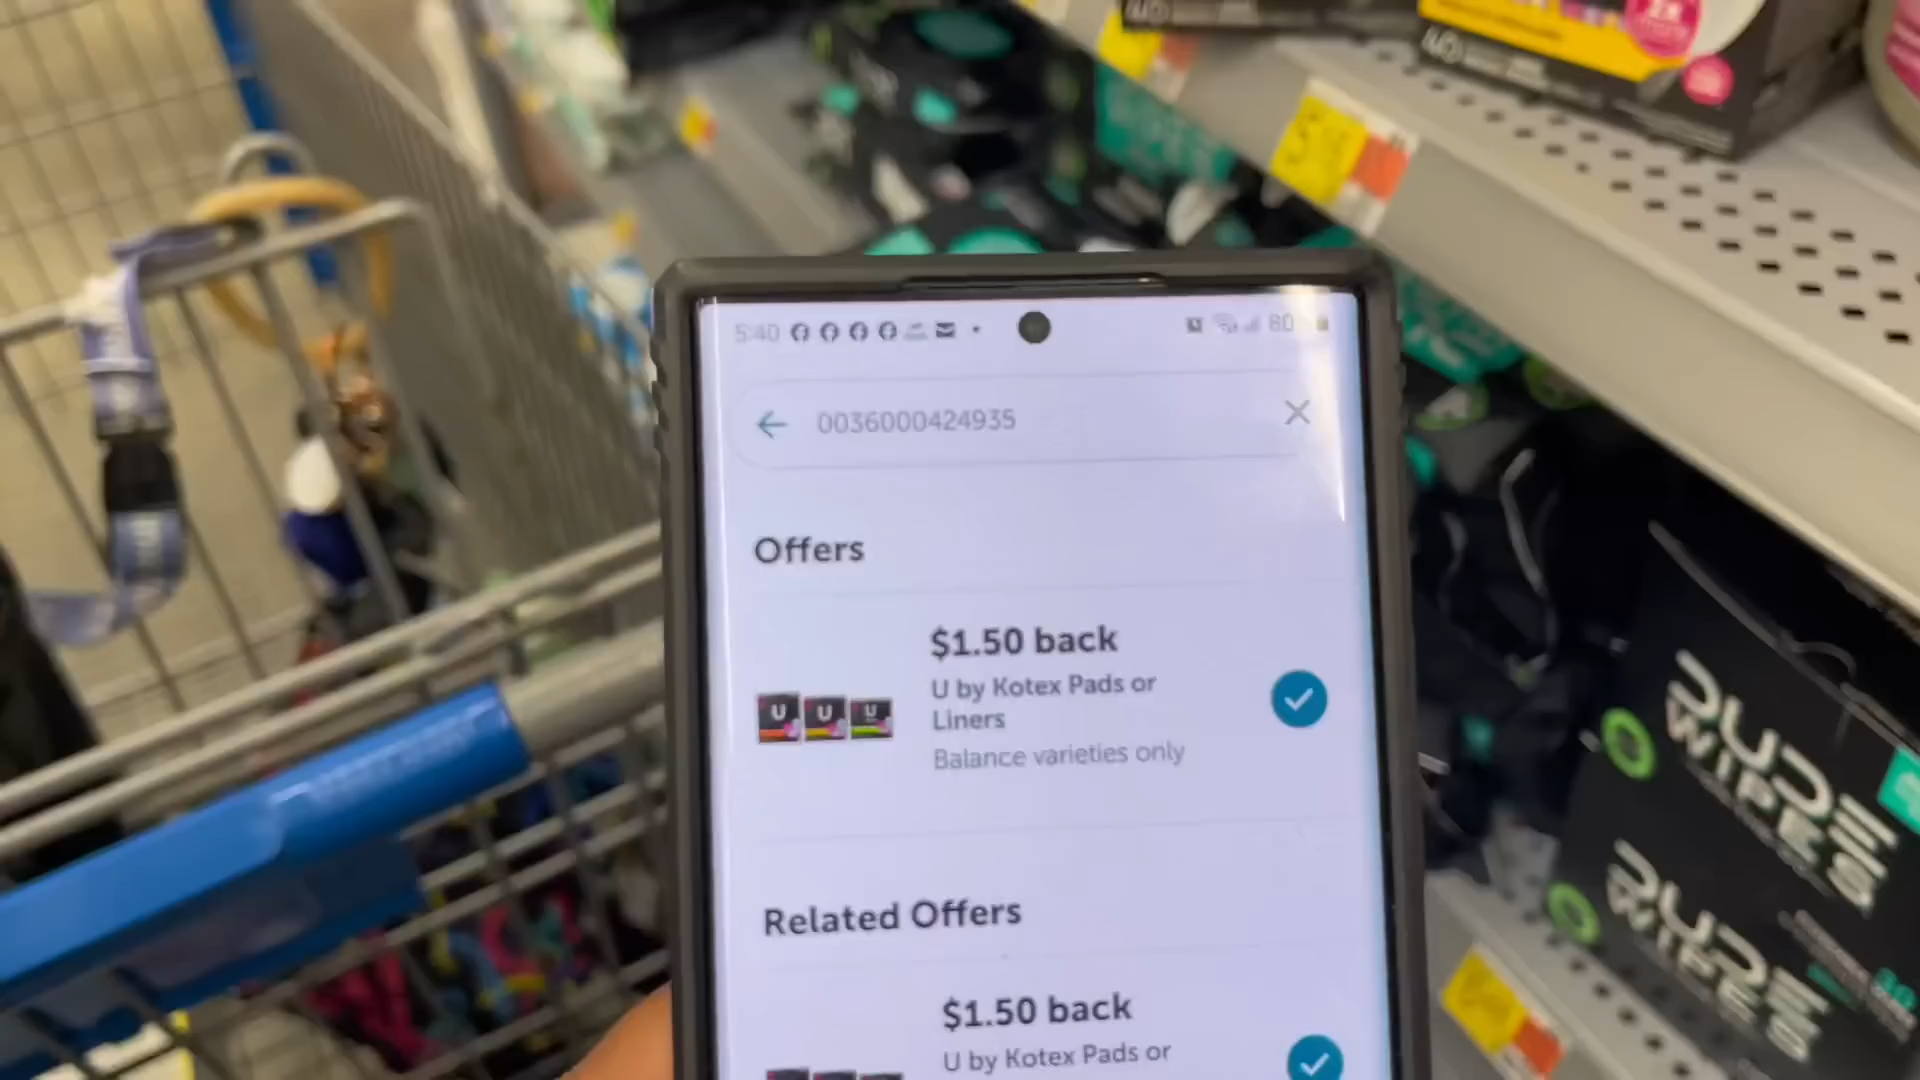 5:40
80
0036000424935
Offers
$1.50 back
U by Kotex Pads or
Liners
Balance varieties only
U
U
U
Related Offers
$1.50 back
U by Kotex Pads or
DUDE
WIPES
DUDE
WIPES